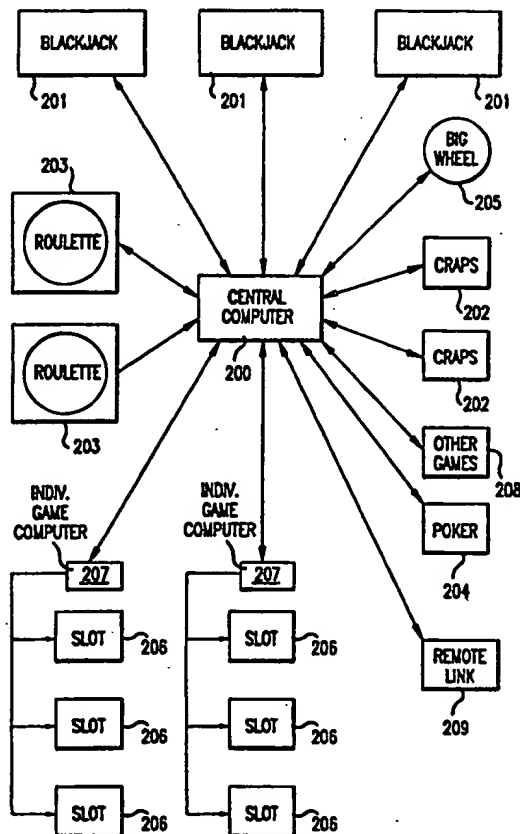 BLACKJACK
BLACKJACK
BLACKJACK
201
201
201
BIG
WHEEL
205
203
ROULETTE
CRAPS
202
CENTRAL
COMPUTER
200
ROULETTE
203
CRAPS
202
OTHER
GAMES
208
POKER
204
INDIV.
GAME
COMPUTER
207
INDIV.
GAME
COMPUTER
207
SLOT
206
SLOT
206
REMOTE
LINK
209
SLOT
206
SLOT
206
SLOT
206
SLOT
206